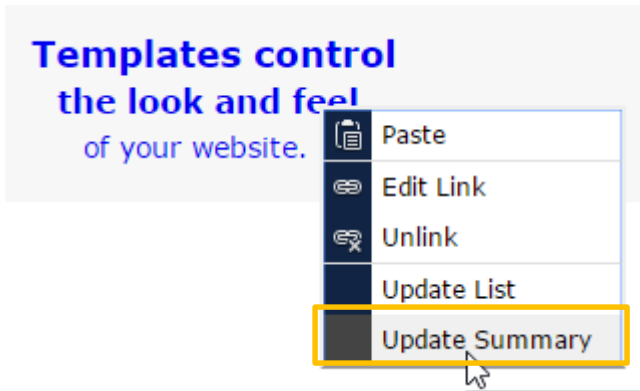 Templates control
the look and feel
of your website.
Paste
Edit Link
Unlink
Update List
Update Summary